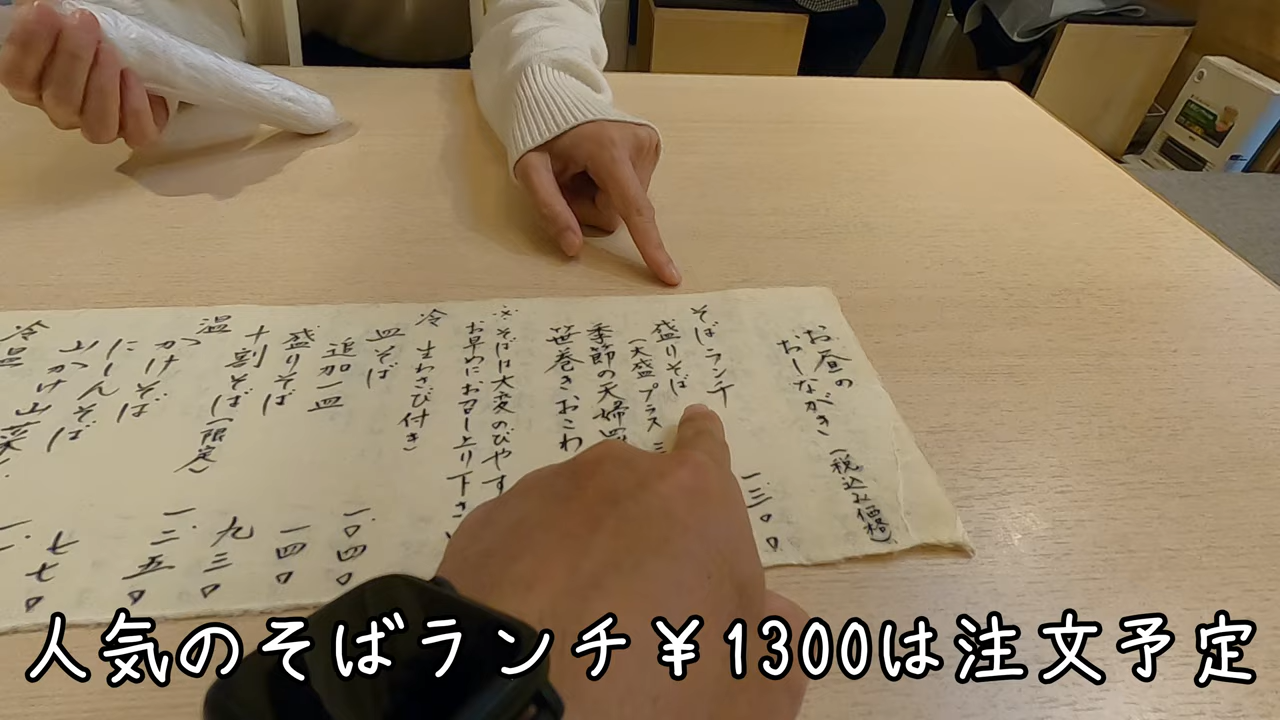 お昼の
おしながき(税込み価格)
そばランチ 一、三〇〇
盛りそば
(大盛プラス
季節の天婦
笹巻きおこわ
※そばは大変のびやす
お早めにお召し上り下さい
冷 生わさび付き
皿そば 一、〇四〇
追加一皿 一四〇
盛りそば 九三〇
十割そば(限定) 一、三五〇
温
かけそば 七七〇
にしんそば
山かけ山菜
冷温
人気のそばランチ¥1300は注文予定